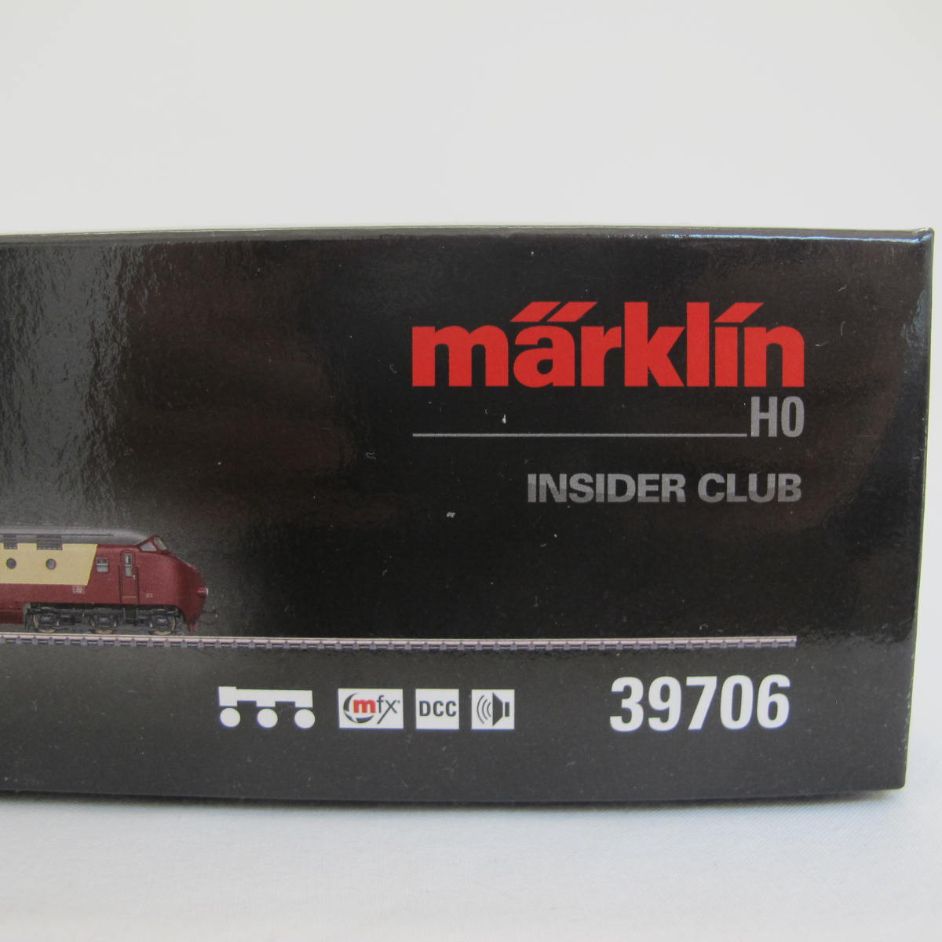 märklin
H0
INSIDER CLUB
mfx
DCC
39706